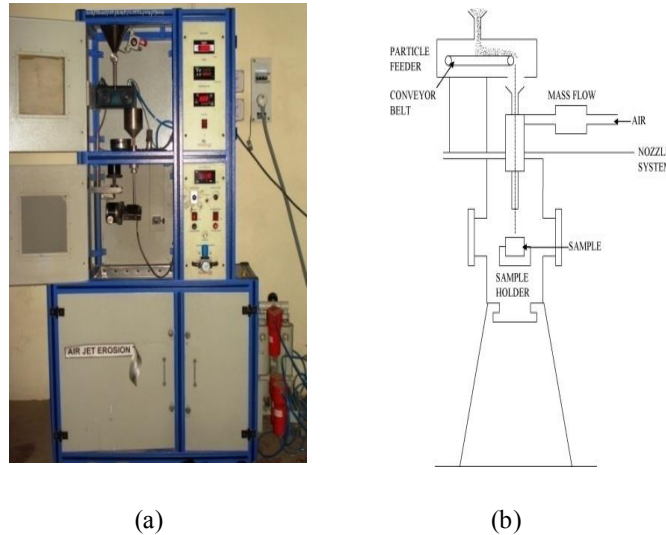 AIR JET EROSION
PARTICLE
FEEDER
CONVEYOR
BELT
MASS FLOW
AIR
NOZZLE
SYSTEM
SAMPLE
SAMPLE
HOLDER
(a)
(b)